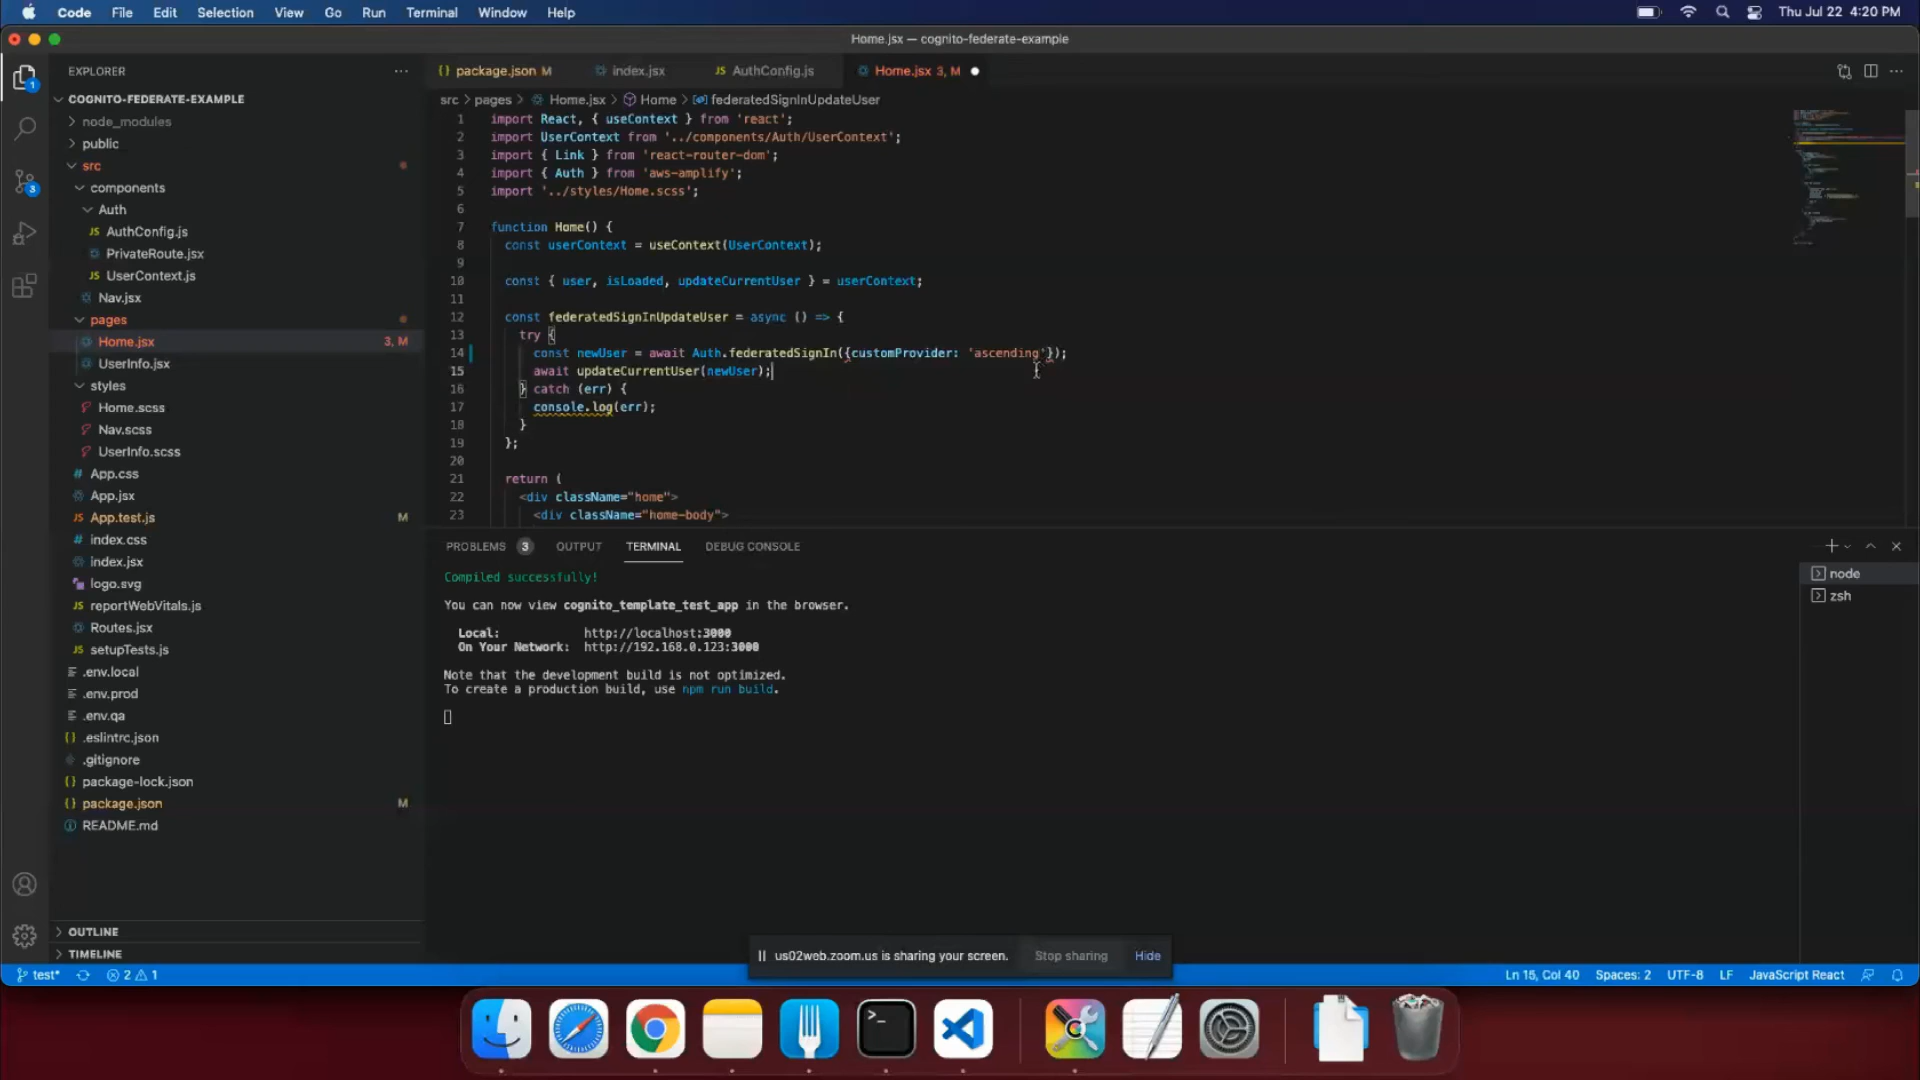 Code File Edit Selection View Go Run Terminal Window Help
Thu Jul 22 4:20 PM
Home.jsx — cognito-federate-example
EXPLORER
COGNITO-FEDERATE-EXAMPLE
node_modules
public
src
components
Auth
JS AuthConfig.js
PrivateRoute.jsx
JS UserContext.js
Nav.jsx
pages
Home.jsx 3, M
UserInfo.jsx
styles
Home.scss
Nav.scss
UserInfo.scss
# App.css
App.jsx
JS App.test.js M
# index.css
index.jsx
logo.svg
JS reportWebVitals.js
Routes.jsx
JS setupTests.js
.env.local
.env.prod
.env.qa
{} .eslintrc.json
.gitignore
{} package-lock.json
{} package.json M
README.md
OUTLINE
TIMELINE
1
3
{} package.json M
index.jsx
JS AuthConfig.js
Home.jsx 3, M
src > pages > Home.jsx > Home > federatedSignInUpdateUser
1 import React, { useContext } from 'react';
2 import UserContext from '../components/Auth/UserContext';
3 import { Link } from 'react-router-dom';
4 import { Auth } from 'aws-amplify';
5 import '../styles/Home.scss';
6
7 function Home() {
8 const userContext = useContext(UserContext);
9
10 const { user, isLoaded, updateCurrentUser } = userContext;
11
12 const federatedSignInUpdateUser = async () => {
13 try {
14 const newUser = await Auth.federatedSignIn({customProvider: 'ascending'});
15 await updateCurrentUser(newUser);
16 } catch (err) {
17 console.log(err);
18 }
19 };
20
21 return (
22 <div className="home">
23 <div className="home-body">
PROBLEMS 3 OUTPUT TERMINAL DEBUG CONSOLE
Compiled successfully!
You can now view cognito_template_test_app in the browser.
Local: http://localhost:3000
On Your Network: http://192.168.0.123:3000
Note that the development build is not optimized.
To create a production build, use npm run build.
node
zsh
us02web.zoom.us is sharing your screen. Stop sharing Hide
test* 2 1
Ln 15, Col 40 Spaces: 2 UTF-8 LF JavaScript React